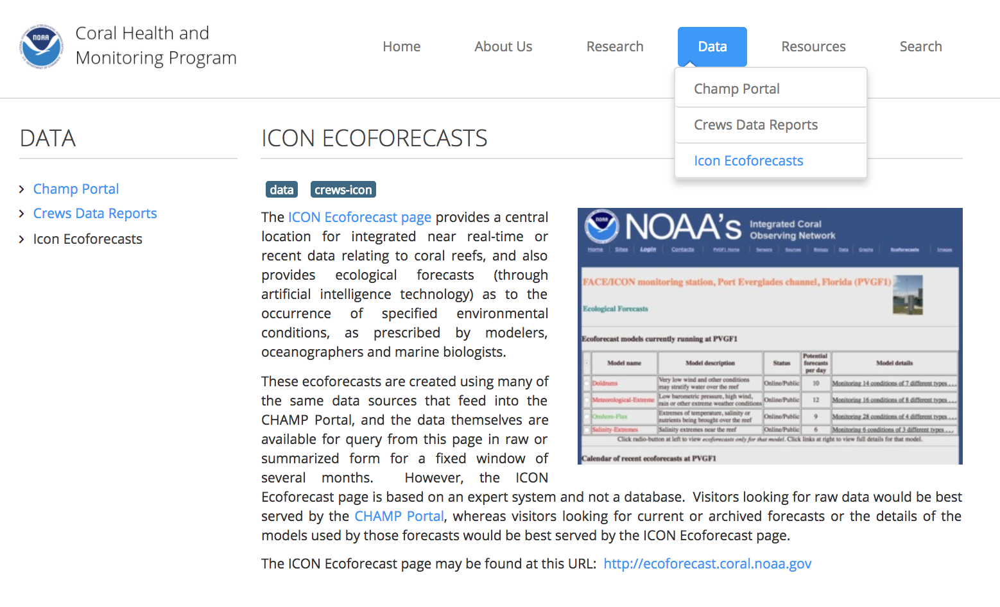 Coral Health and
Monitoring Program
Home About Us Research Data Resources Search
Champ Portal
Crews Data Reports
Icon Ecoforecasts
DATA
Champ Portal
Crews Data Reports
Icon Ecoforecasts
ICON ECOFORECASTS
data crews-icon
The ICON Ecoforecast page provides a central
location for integrated near real-time or
recent data relating to coral reefs, and also
provides ecological forecasts (through
artificial intelligence technology) as to the
occurrence of specified environmental
conditions, as prescribed by modelers,
oceanographers and marine biologists.
These ecoforecasts are created using many of
the same data sources that feed into the
CHAMP Portal, and the data themselves are
available for query from this page in raw or
summarized form for a fixed window of
several months. However, the ICON
Ecoforecast page is based on an expert system and not a database. Visitors looking for raw data would be best
served by the CHAMP Portal, whereas visitors looking for current or archived forecasts or the details of the
models used by those forecasts would be best served by the ICON Ecoforecast page.
The ICON Ecoforecast page may be found at this URL: http://ecoforecast.coral.noaa.gov
NOAA's Integrated Coral
Observing Network
Home Sites Login Contacts PVGF1 Home Sensors Sources Biology Data Graphs Ecoforecasts Images
FACE/ICON monitoring station, Port Everglades channel, Florida (PVGF1)
Ecological Forecasts
Ecoforecast models currently running at PVGF1
Model name Model description Status Potential forecasts per day Model details
Doldrums Very low wind and other conditions may stratify water over the reef Online/Public 10 Monitoring 14 conditions of 7 different types . . .
Meteorological-Extreme Low barometric pressure, high wind, rain or other extreme weather conditions Online/Public 12 Monitoring 16 conditions of 8 different types . . .
Onshore-Flux Extremes of temperature, salinity or nutrients being brought over the reef Online/Public 9 Monitoring 28 conditions of 4 different types . . .
Salinity-Extremes Salinity extremes near the reef Online/Public 6 Monitoring 6 conditions of 3 different types . . .
Click radio-button at left to view ecoforecasts only for that model. Click links at right to view full details for that model.
Calendar of recent ecoforecasts at PVGF1